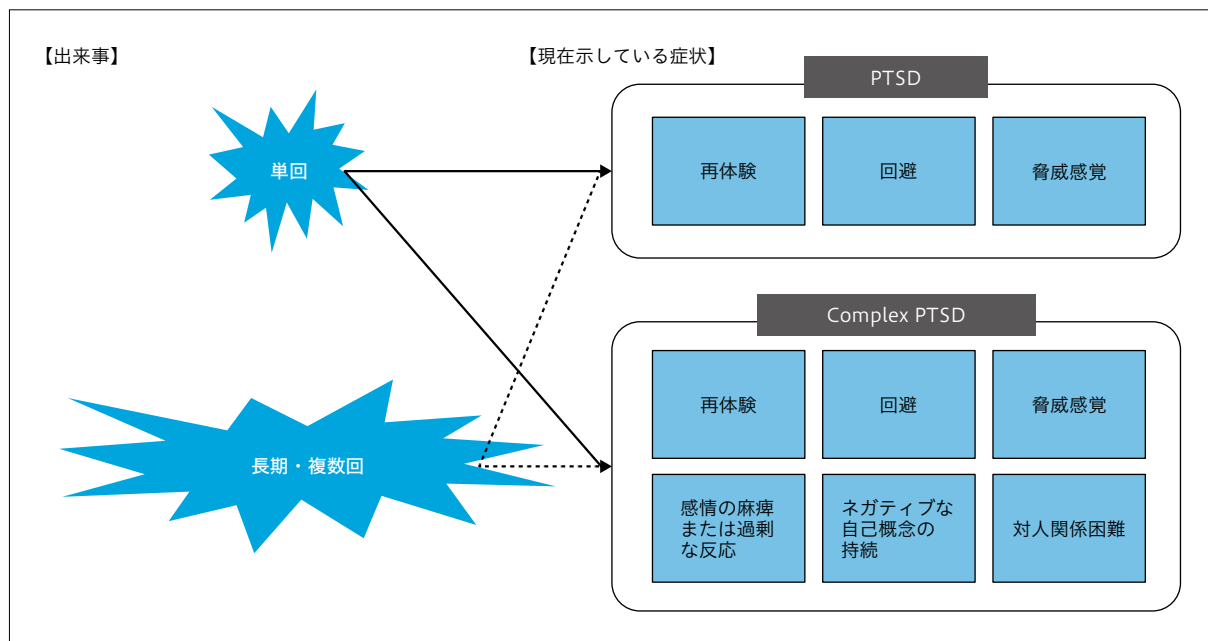 【出来事】
【現在示している症状】
PTSD
単回
再体験
回避
脅威感覚
Complex PTSD
再体験
回避
脅威感覚
長期・複数回
感情の麻痺
または過剰
な反応
ネガティブな
自己概念の
持続
対人関係困難